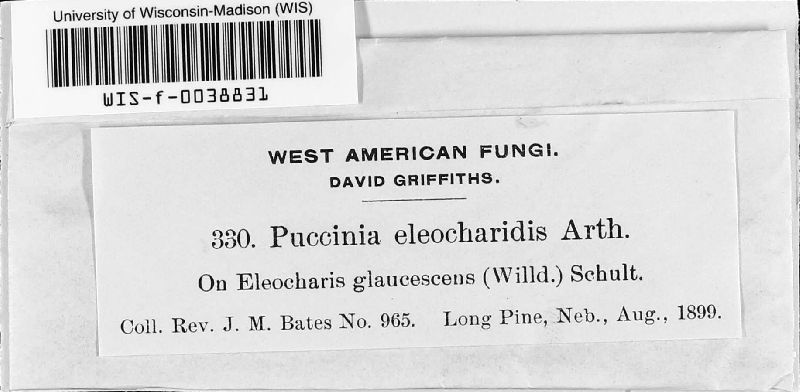 University of Wisconsin-Madison (WIS)
WIS-f-0038831
WEST AMERICAN FUNGI.
DAVID GRIFFITHS.
330. Puccinia eleocharidis Arth.
On Eleocharis glaucescens (Willd.) Schult.
Coll. Rev. J. M. Bates No. 965. Long Pine, Neb., Aug., 1899.